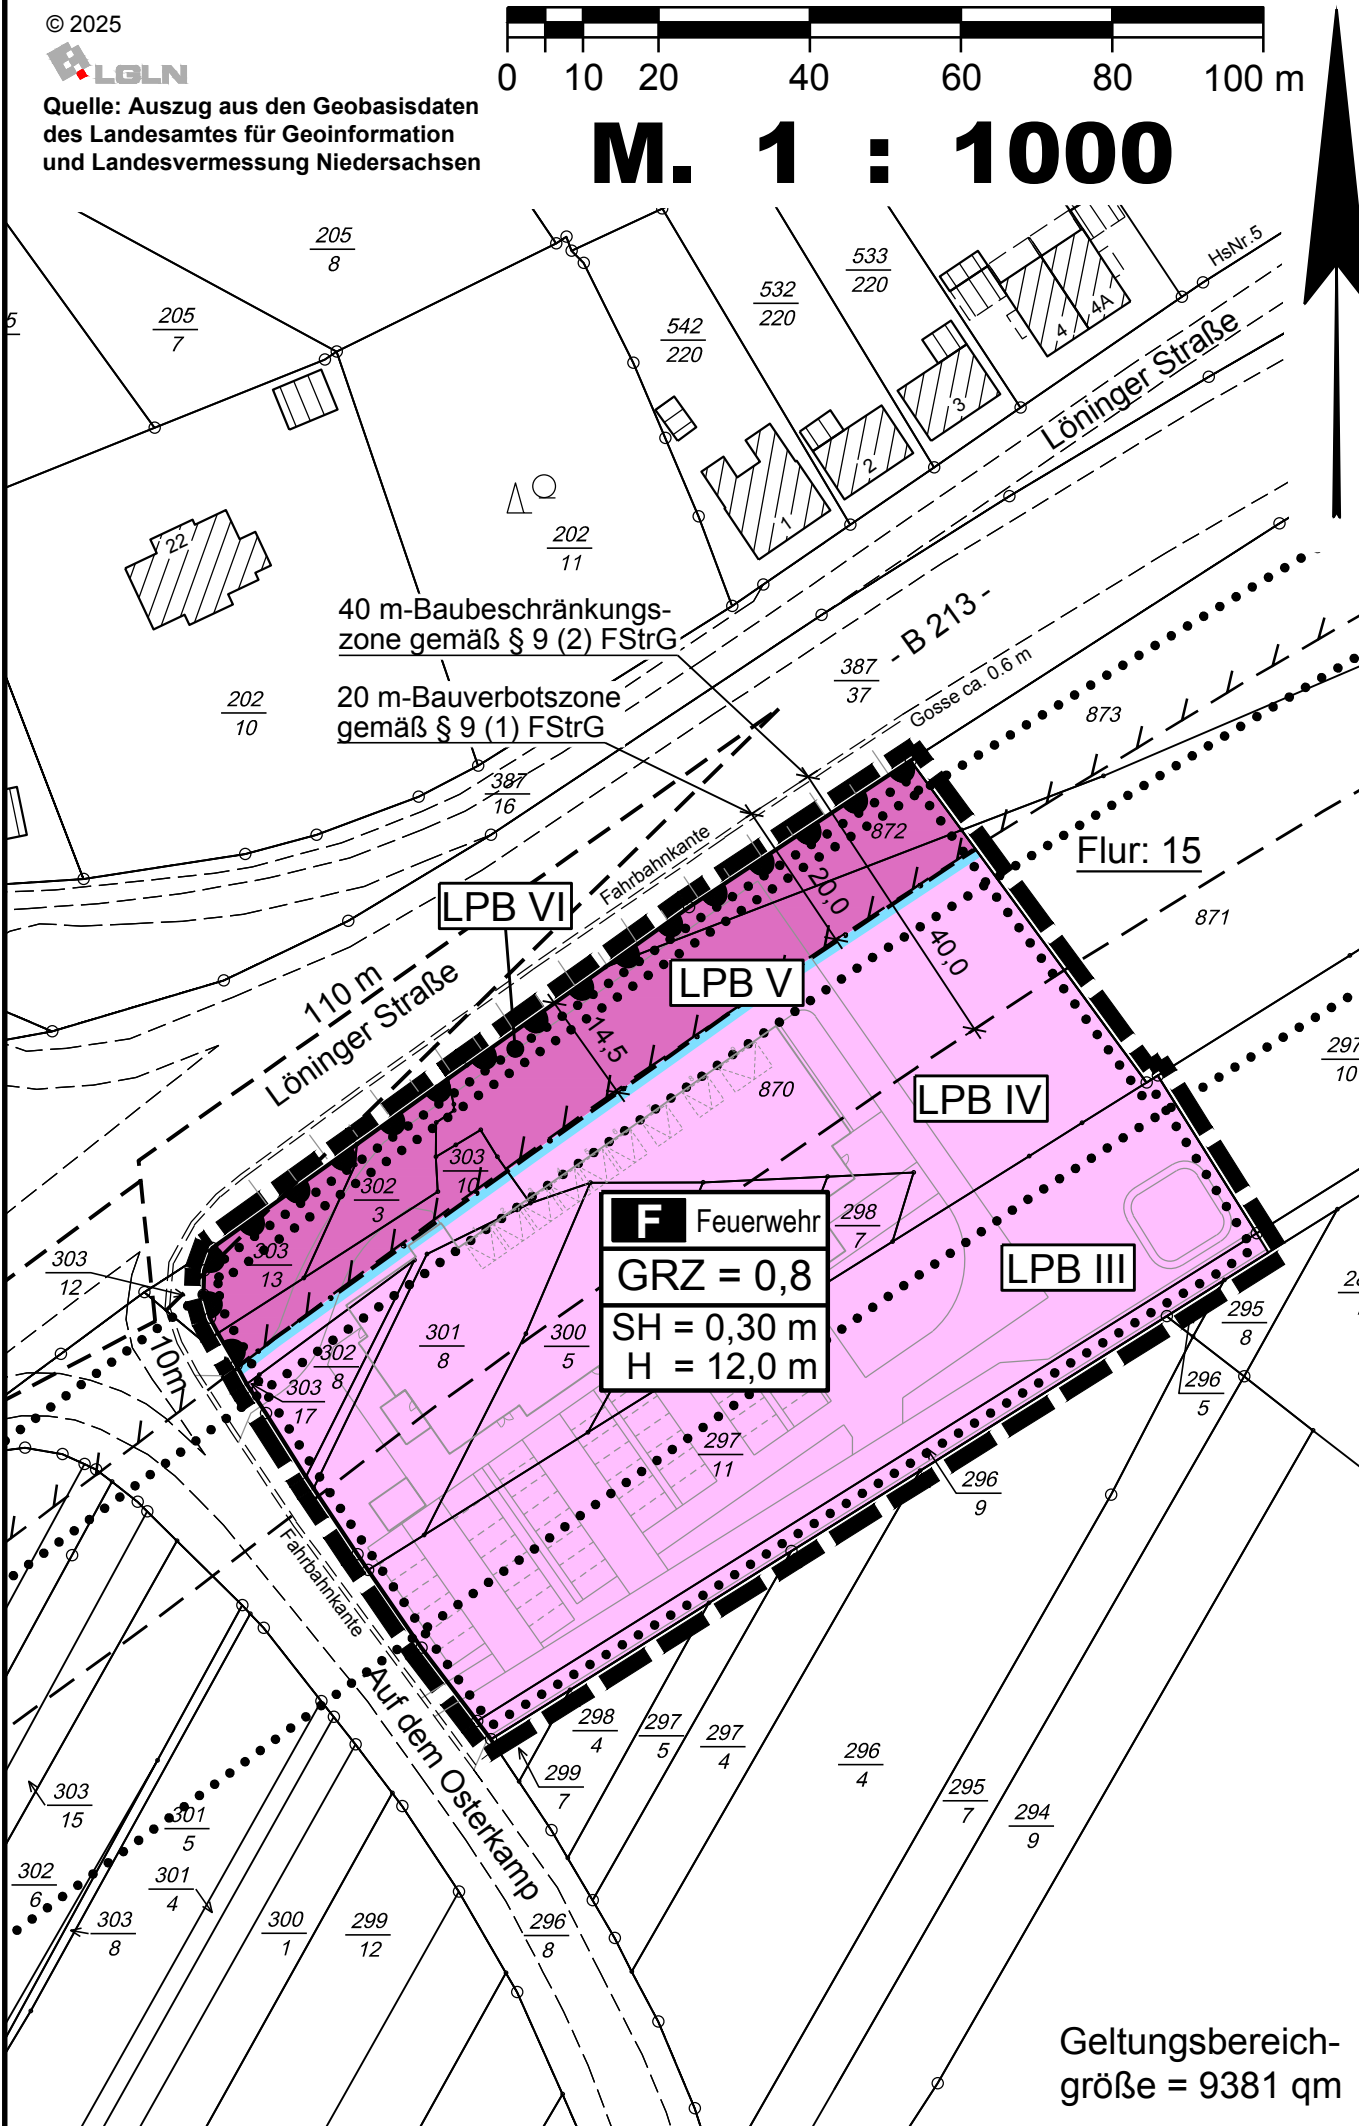 © 2025
LGLN
Quelle: Auszug aus den Geobasisdaten
des Landesamtes für Geoinformation
und Landesvermessung Niedersachsen
0 10 20 40 60 80 100 m
M. 1 : 1000
205
8
205
7
5
533
220
532
220
542
220
HsNr.5
4A
4
3
2
1
Löninger Straße
22
202
11
40 m-Baubeschränkungs-
zone gemäß § 9 (2) FStrG
- B 213 -
387
37
Gosse ca. 0.6 m
873
20 m-Bauverbotszone
gemäß § 9 (1) FStrG
202
10
387
16
872
Fahrbahnkante
Flur: 15
871
LPB VI
20,0
40,0
LPB V
110 m
Löninger Straße
14,5
297
10
870
LPB IV
303
10
302
3
F Feuerwehr
298
7
303
13
303
12
GRZ = 0,8
LPB III
SH = 0,30 m
H = 12,0 m
295
8
301
8
300
5
302
8
10m
303
17
296
5
297
11
296
9
Fahrbahnkante
Auf dem Osterkamp
298
4
297
5
297
4
296
4
299
7
295
7
294
9
303
15
301
5
302
6
301
4
303
8
300
1
299
12
296
8
Geltungsbereich-
größe = 9381 qm